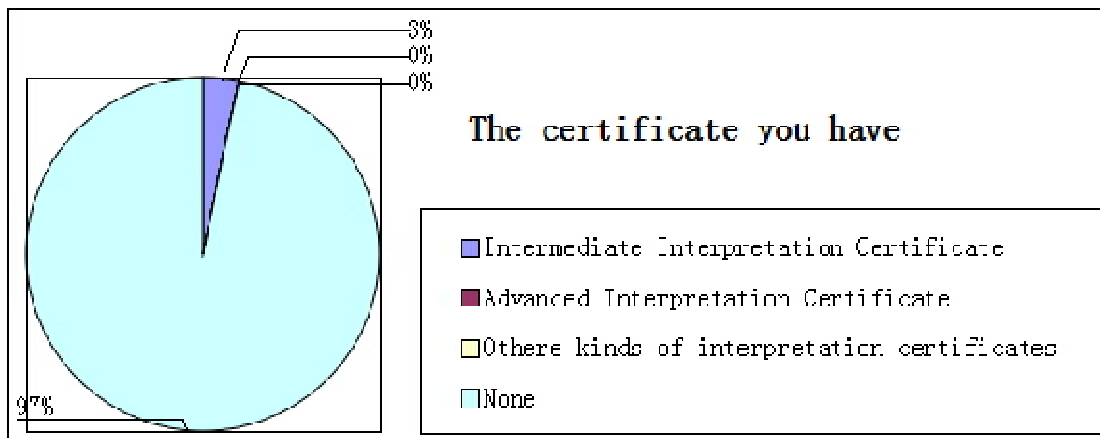 3%
0%
0%
The certificate you have
Intermediate Interpretation Certificate
Advanced Interpretation Certificate
Othere kinds of interpretation certificates
None
97%